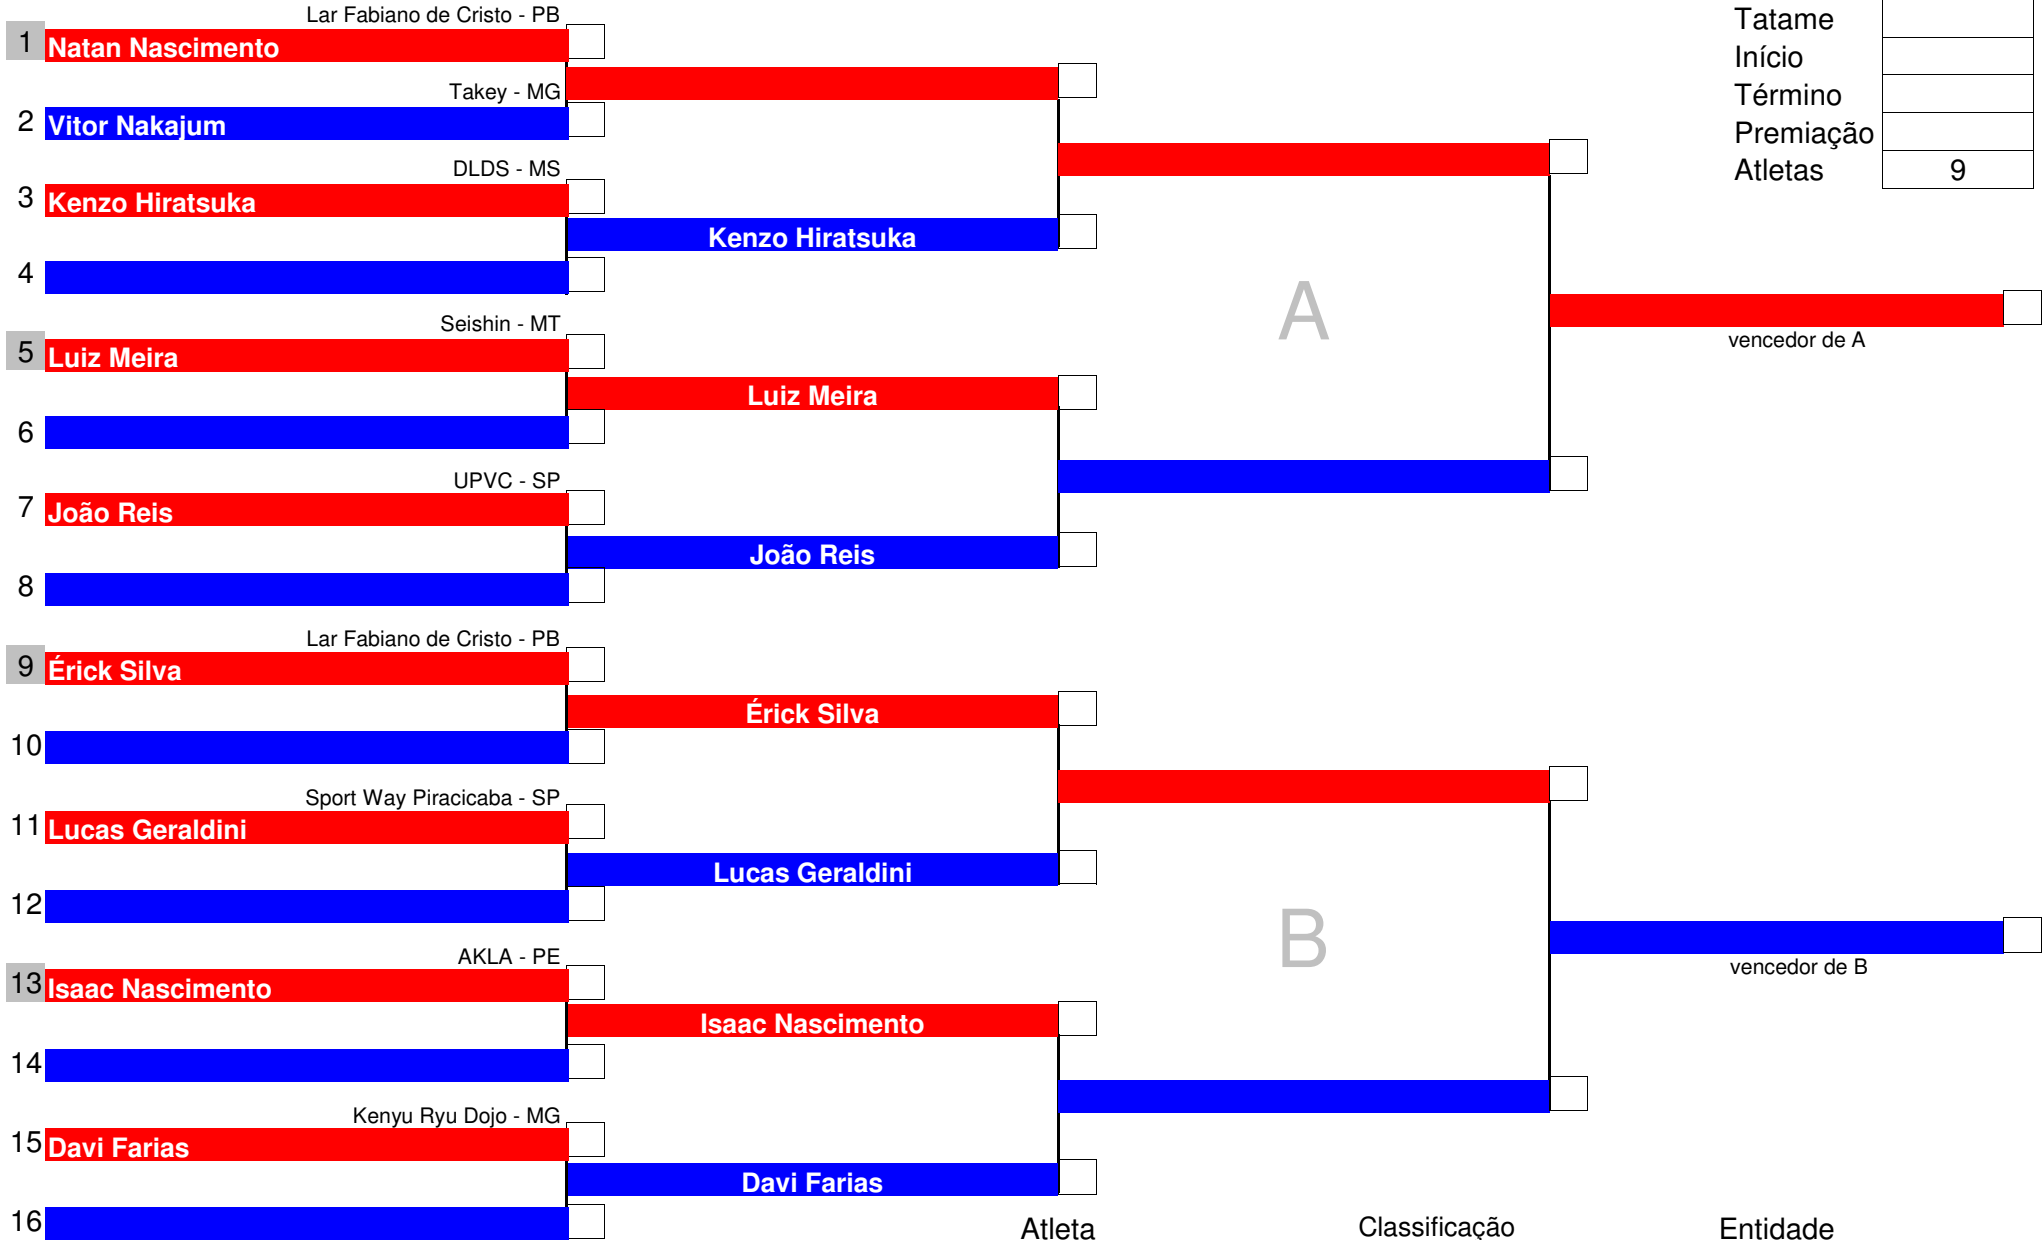 Lar Fabiano de Cristo - PB
1 Natan Nascimento
Takey - MG
2 Vitor Nakajum
DLDS - MS
3 Kenzo Hiratsuka
Kenzo Hiratsuka
4
Seishin - MT
5 Luiz Meira
Luiz Meira
6
UPVC - SP
7 João Reis
João Reis
8
Lar Fabiano de Cristo - PB
9 Érick Silva
Érick Silva
10
Sport Way Piracicaba - SP
11 Lucas Geraldini
Lucas Geraldini
12
AKLA - PE
13 Isaac Nascimento
Isaac Nascimento
14
Kenyu Ryu Dojo - MG
15 Davi Farias
Davi Farias
16
A
B
Tatame
Início
Término
Premiação
Atletas 9
vencedor de A
vencedor de B
Atleta Classificação Entidade